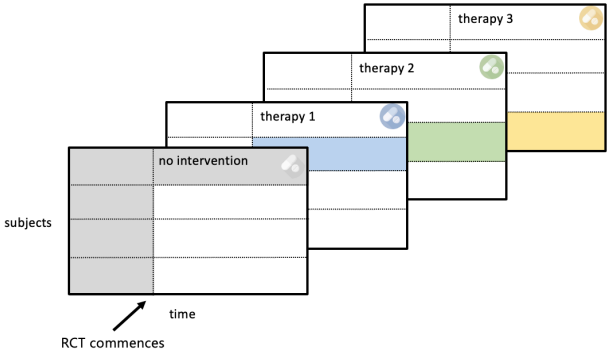 therapy 3
therapy 2
therapy 1
no intervention
subjects
time
RCT commences